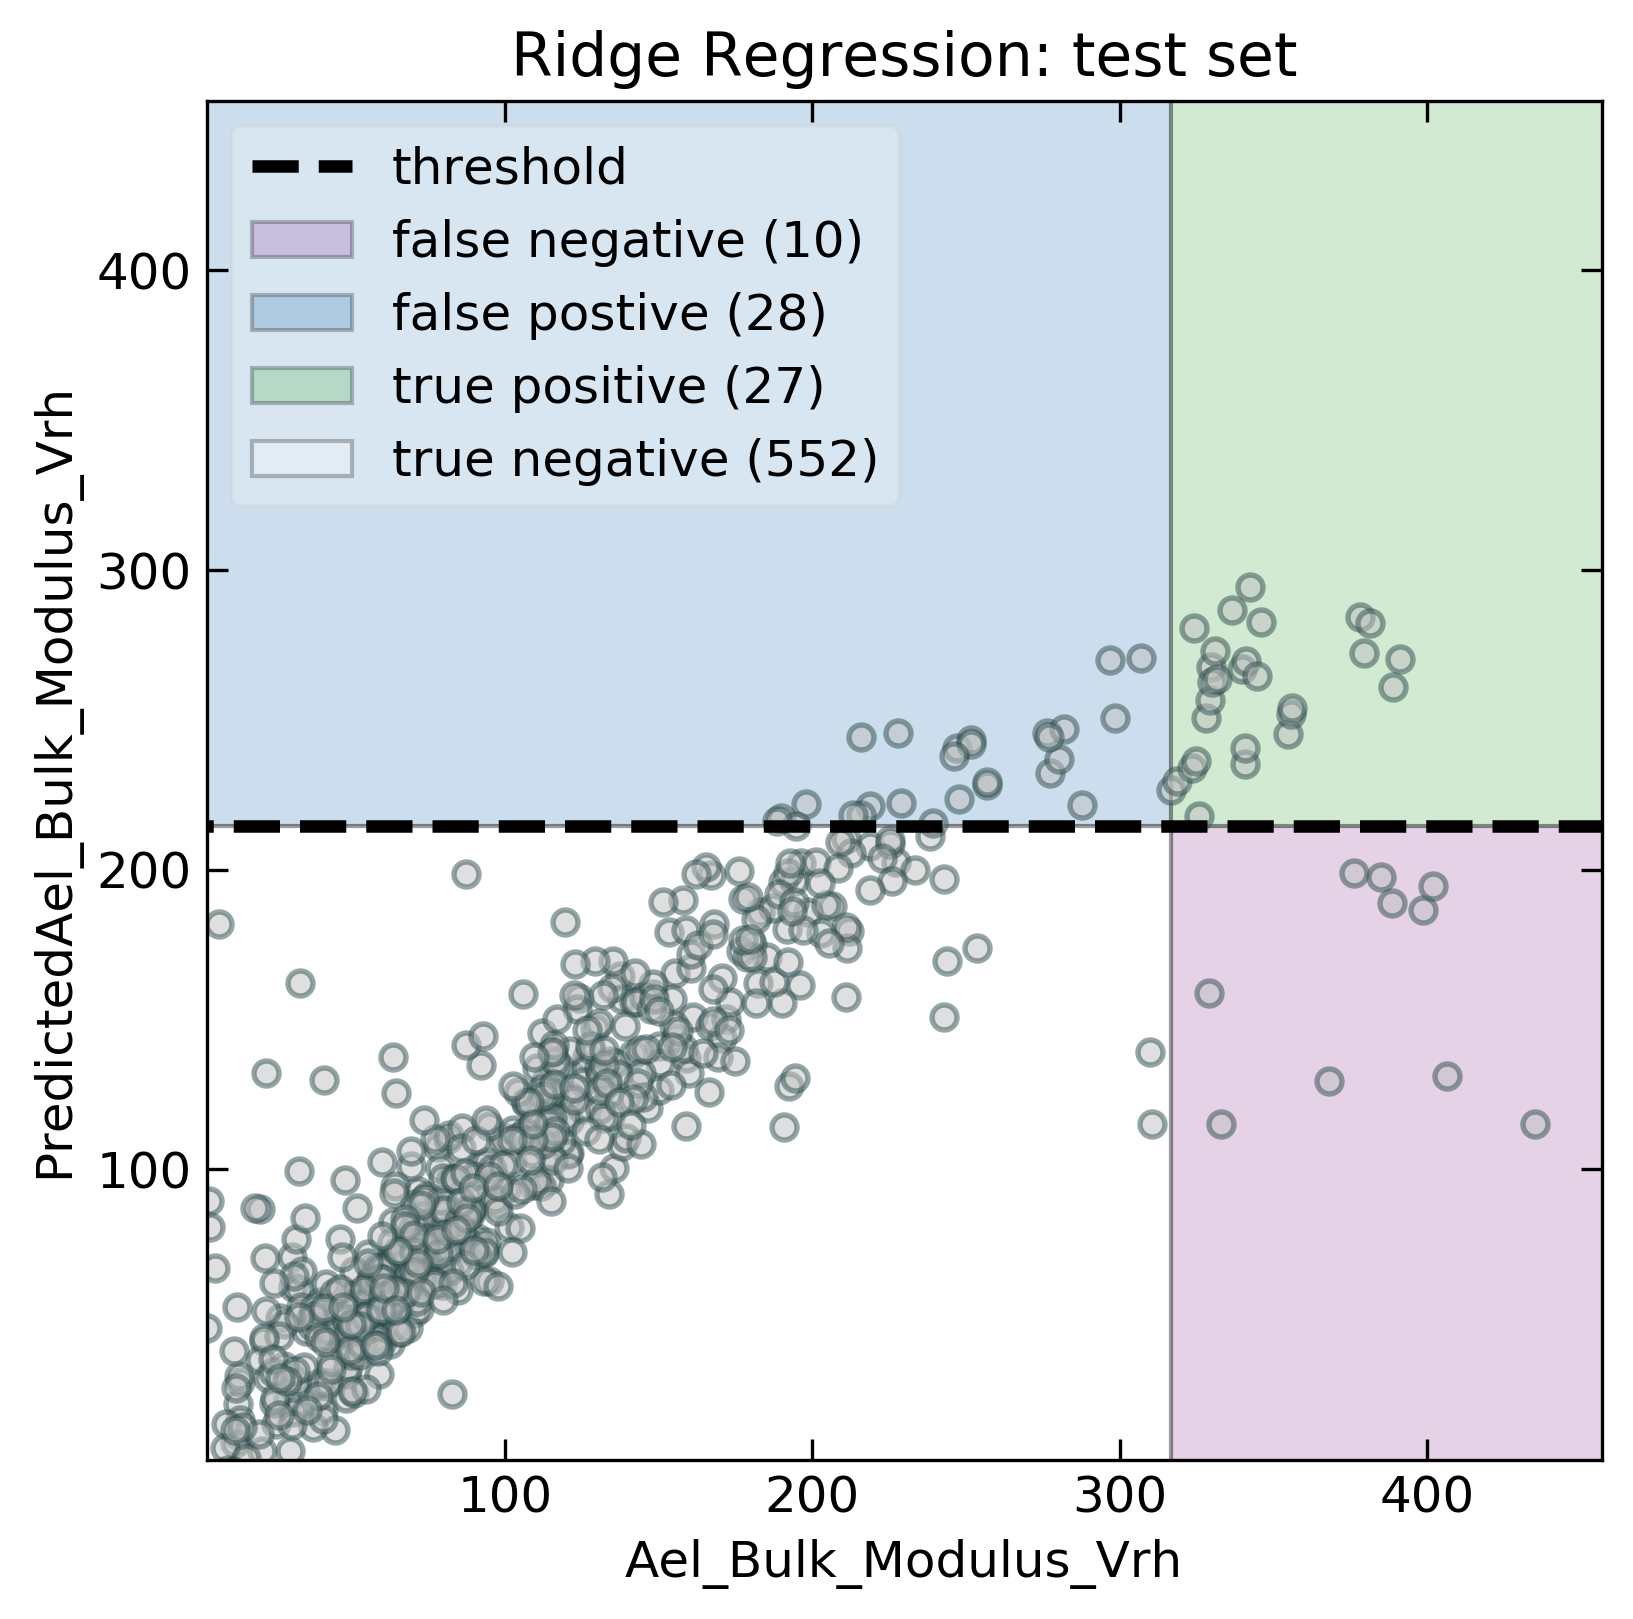 Ridge Regression: test set
threshold
false negative (10)
false postive (28)
true positive (27)
true negative (552)
PredictedAel_Bulk_Modulus_Vrh
400
300
200
100
100
200
300
400
Ael_Bulk_Modulus_Vrh